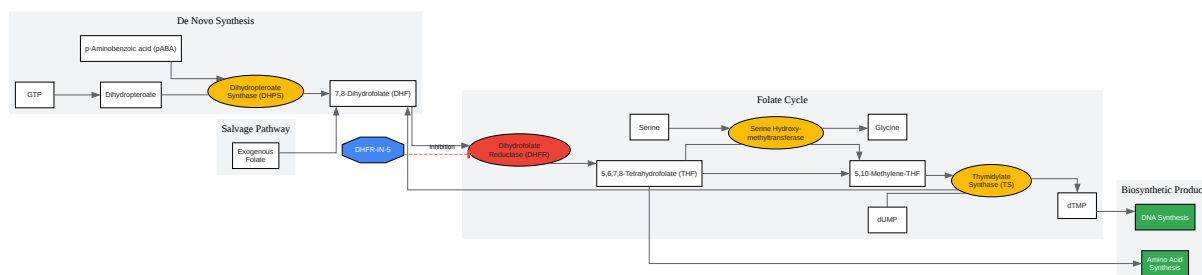 De Novo Synthesis
p-Aminobenzoic acid (pABA)
GTP
Dihydropteroate
Dihydropteroate
Synthase (DHPS)
7,8-Dihydrofolate (DHF)
Salvage Pathway
Exogenous
Folate
DHFR-IN-5
Inhibition
Folate Cycle
Dihydrofolate
Reductase (DHFR)
Serine
Serine Hydroxy-
methyltransferase
Glycine
5,6,7,8-Tetrahydrofolate (THF)
5,10-Methylene-THF
Thymidylate
Synthase (TS)
dUMP
dTMP
Biosynthetic Produc
DNA Synthesis
Amino Acid
Synthesis